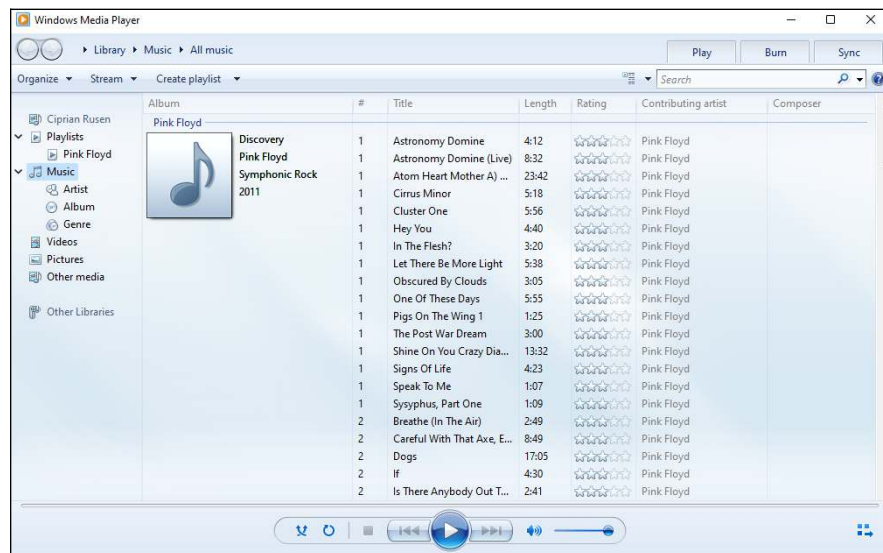 Windows Media Player
Library Music All music
Play Burn Sync
Organize Stream Create playlist Search
Album # Title Length Rating Contributing artist Composer
Ciprian Rusen
Playlists
Pink Floyd
Music
Artist
Album
Genre
Videos
Pictures
Other media
Other Libraries
Pink Floyd
Discovery
Pink Floyd
Symphonic Rock
2011
1 Astronomy Domine 4:12 Pink Floyd
1 Astronomy Domine (Live) 8:32 Pink Floyd
1 Atom Heart Mother A) ... 23:42 Pink Floyd
1 Cirrus Minor 5:18 Pink Floyd
1 Cluster One 5:56 Pink Floyd
1 Hey You 4:40 Pink Floyd
1 In The Flesh? 3:20 Pink Floyd
1 Let There Be More Light 5:38 Pink Floyd
1 Obscured By Clouds 3:05 Pink Floyd
1 One Of These Days 5:55 Pink Floyd
1 Pigs On The Wing 1 1:25 Pink Floyd
1 The Post War Dream 3:00 Pink Floyd
1 Shine On You Crazy Dia... 13:32 Pink Floyd
1 Signs Of Life 4:23 Pink Floyd
1 Speak To Me 1:07 Pink Floyd
1 Sysyphus, Part One 1:09 Pink Floyd
2 Breathe (In The Air) 2:49 Pink Floyd
2 Careful With That Axe, E... 8:49 Pink Floyd
2 Dogs 17:05 Pink Floyd
2 If 4:30 Pink Floyd
2 Is There Anybody Out T... 2:41 Pink Floyd